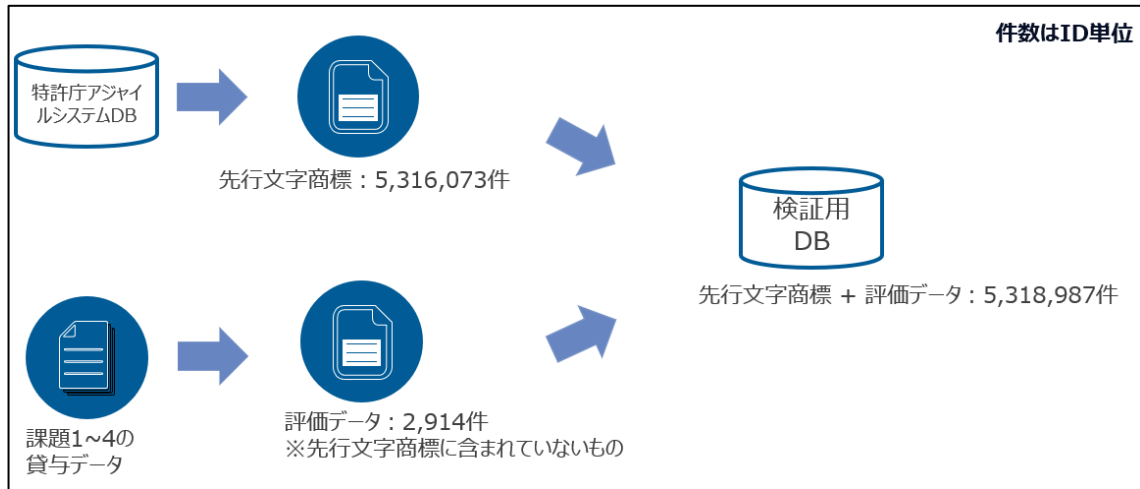 件数はID単位
特許庁アジャイ
ルシステムDB
先行文字商標：5,316,073件
検証用
DB
先行文字商標 + 評価データ：5,318,987件
課題1~4の
貸与データ
評価データ：2,914件
※先行文字商標に含まれていないもの